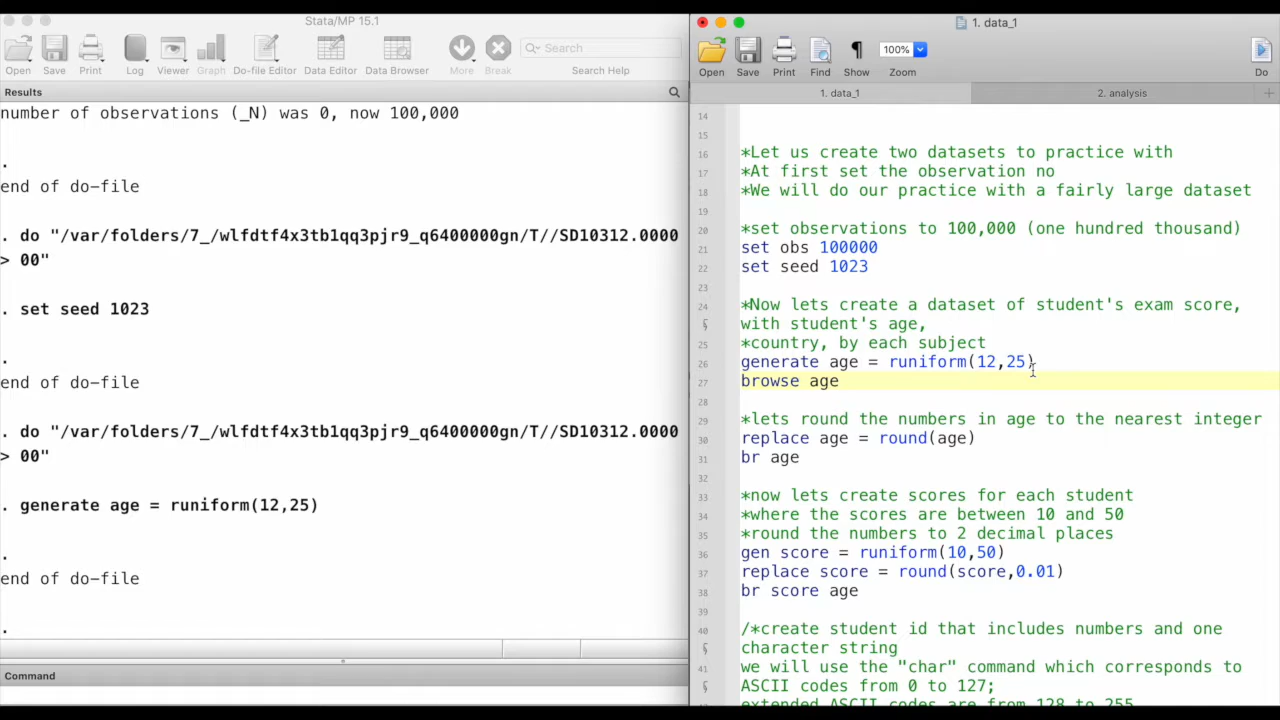 Stata/MP 15.1
Open
Save
Print
Log
Viewer
Graph
Do-file Editor
Data Editor
Data Browser
More
Break
Search
Search Help
Results
number of observations (_N) was 0, now 100,000
.
end of do-file
. do "/var/folders/7_/wlfdtf4x3tb1qq3pjr9_q6400000gn/T//SD10312.0000
> 00"
. set seed 1023
.
end of do-file
. do "/var/folders/7_/wlfdtf4x3tb1qq3pjr9_q6400000gn/T//SD10312.0000
> 00"
. generate age = runiform(12,25)
.
end of do-file
.
Command
1. data_1
Open
Save
Print
Find
Show
100%
Zoom
Do
1. data_1
2. analysis
14
15
16 *Let us create two datasets to practice with
17 *At first set the observation no
18 *We will do our practice with a fairly large dataset
19
20 *set observations to 100,000 (one hundred thousand)
21 set obs 100000
22 set seed 1023
23
24 *Now lets create a dataset of student's exam score,
with student's age,
25 *country, by each subject
26 generate age = runiform(12,25)
27 browse age
28
29 *lets round the numbers in age to the nearest integer
30 replace age = round(age)
31 br age
32
33 *now lets create scores for each student
34 *where the scores are between 10 and 50
35 *round the numbers to 2 decimal places
36 gen score = runiform(10,50)
37 replace score = round(score,0.01)
38 br score age
39
40 /*create student id that includes numbers and one
character string
41 we will use the "char" command which corresponds to
ASCII codes from 0 to 127;
extended ASCII codes are from 128 to 255